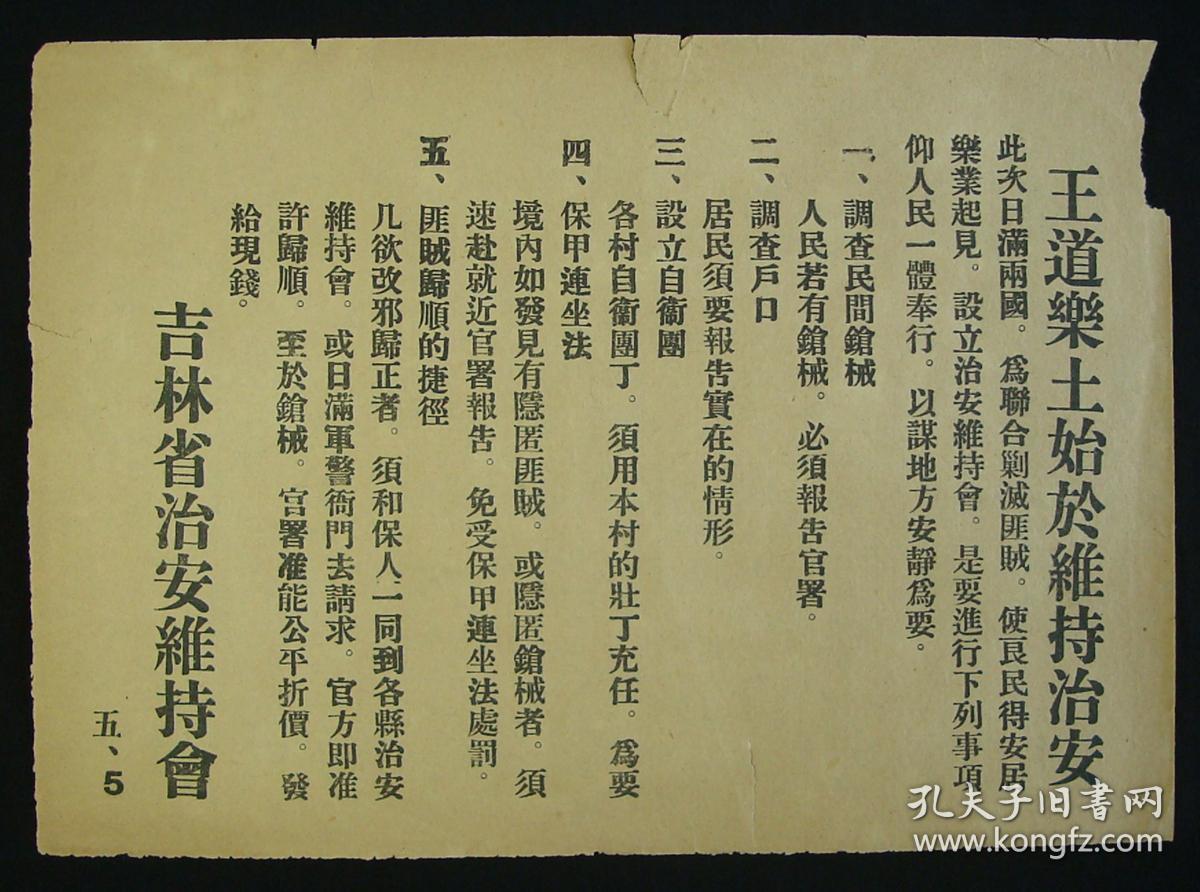 王道樂土始於維持治安
此次日滿兩國。爲聯合剿滅匪賊。使良民得安居
樂業起見。設立治安維持會。是要進行下列事項
仰人民一體奉行。以謀地方安靜爲要。
一、調查民間鎗械
人民若有鎗械。必須報告官署。
二、調查戶口
居民須要報告實在的情形。
三、設立自衞團
各村自衞團丁。須用本村的壯丁充任。爲要
四、保甲連坐法
境內如發見有隱匿匪賊。或隱匿鎗械者。須
速赴就近官署報告。免受保甲連坐法處罰。
五、匪賊歸順的捷徑
凡欲改邪歸正者。須和保人一同到各縣治安
維持會。或日滿軍警衙門去請求。官方即准
許歸順。至於鎗械。官署准能公平折價。發
給現錢。
吉林省治安維持會
五、5
孔夫子旧书网
www.kongfz.com